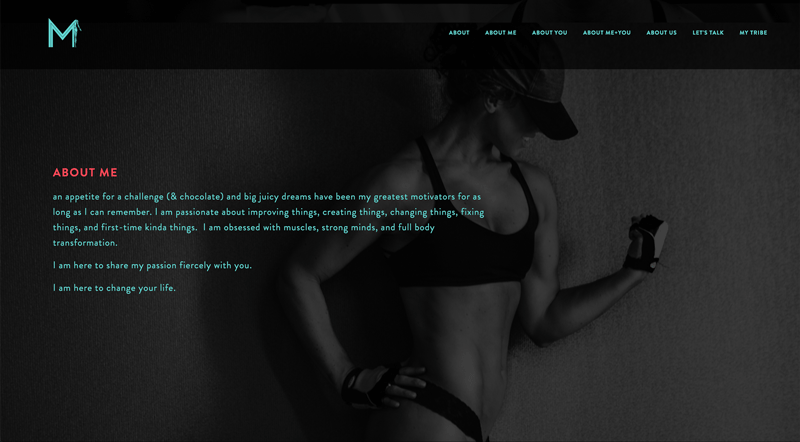 M
ABOUT
ABOUT ME
ABOUT YOU
ABOUT ME+YOU
ABOUT US
LET'S TALK
MY TRIBE
ABOUT ME
an appetite for a challenge (& chocolate) and big juicy dreams have been my greatest motivators for as
long as I can remember. I am passionate about improving things, creating things, changing things, fixing
things, and first-time kinda things.  I am obsessed with muscles, strong minds, and full body
transformation.
I am here to share my passion fiercely with you.
I am here to change your life.